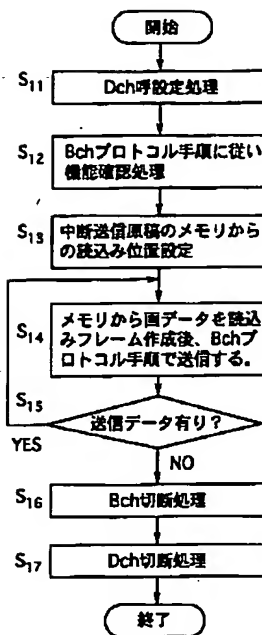 開始
S11
Dch呼設定処理
S12
Bchプロトコル手順に従い
機能確認処理
S13
中断送信原稿のメモリから
の読込み位置設定
S14
メモリから画データを読込
みフレーム作成後、Bchプ
ロトコル手順で送信する。
S15
送信データ有り?
YES
NO
S16
Bch切断処理
S17
Dch切断処理
終了